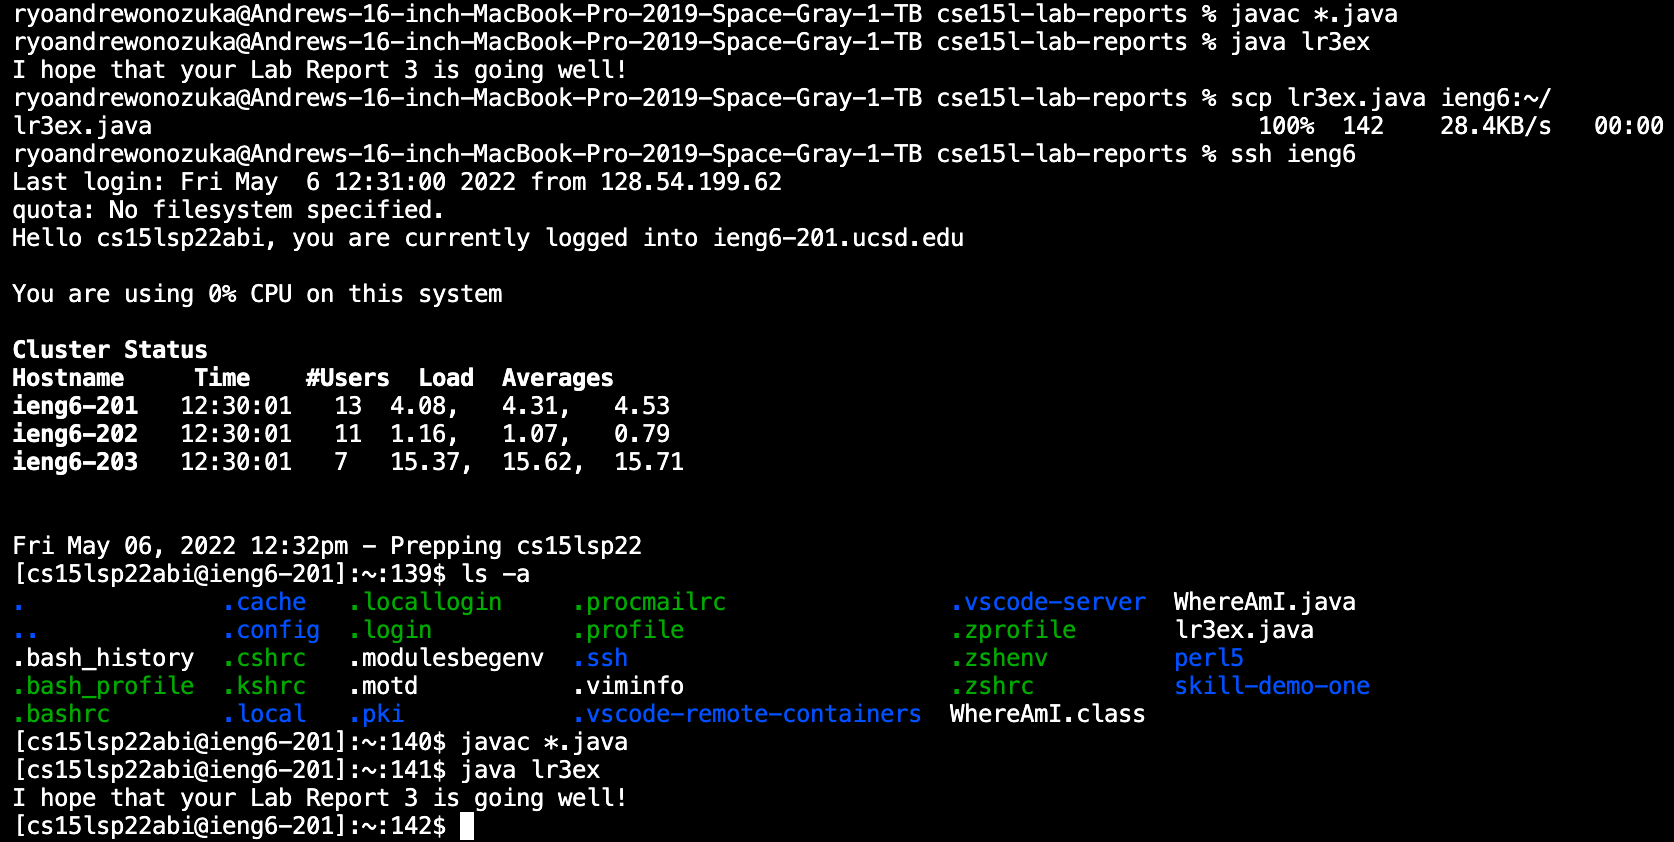 ryoandrewonozuka@Andrews-16-inch-MacBook-Pro-2019-Space-Gray-1-TB cse15l-lab-reports % javac *.java
ryoandrewonozuka@Andrews-16-inch-MacBook-Pro-2019-Space-Gray-1-TB cse15l-lab-reports % java lr3ex
I hope that your Lab Report 3 is going well!
ryoandrewonozuka@Andrews-16-inch-MacBook-Pro-2019-Space-Gray-1-TB cse15l-lab-reports % scp lr3ex.java ieng6:~/
lr3ex.java 100% 142 28.4KB/s 00:00
ryoandrewonozuka@Andrews-16-inch-MacBook-Pro-2019-Space-Gray-1-TB cse15l-lab-reports % ssh ieng6
Last login: Fri May  6 12:31:00 2022 from 128.54.199.62
quota: No filesystem specified.
Hello cs15lsp22abi, you are currently logged into ieng6-201.ucsd.edu
You are using 0% CPU on this system
Cluster Status
Hostname Time #Users Load Averages
ieng6-201 12:30:01 13 4.08, 4.31, 4.53
ieng6-202 12:30:01 11 1.16, 1.07, 0.79
ieng6-203 12:30:01 7 15.37, 15.62, 15.71
Fri May 06, 2022 12:32pm - Prepping cs15lsp22
[cs15lsp22abi@ieng6-201]:~:139$ ls -a
. .cache .locallogin .procmailrc .vscode-server WhereAmI.java
.. .config .login .profile .zprofile lr3ex.java
.bash_history .cshrc .modulesbegenv .ssh .zshenv perl5
.bash_profile .kshrc .motd .viminfo .zshrc skill-demo-one
.bashrc .local .pki .vscode-remote-containers WhereAmI.class
[cs15lsp22abi@ieng6-201]:~:140$ javac *.java
[cs15lsp22abi@ieng6-201]:~:141$ java lr3ex
I hope that your Lab Report 3 is going well!
[cs15lsp22abi@ieng6-201]:~:142$